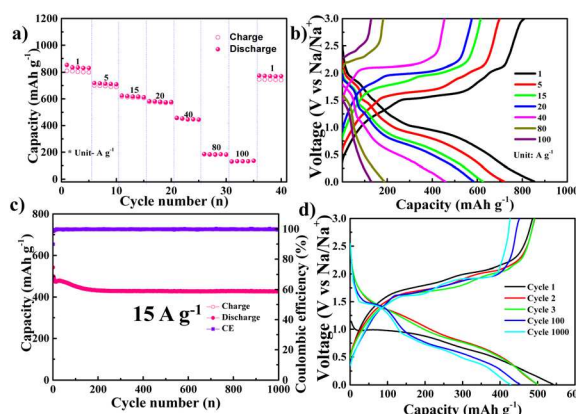 a)
Capacity (mAh g⁻¹)
1200
1000
800
600
400
200
0
Charge
Discharge
1
5
15
20
40
80
100
1
* Unit- A g⁻¹
0
10
20
30
40
Cycle number (n)
b)
Voltage (V vs Na/Na⁺)
3.0
2.5
2.0
1.5
1.0
0.5
0.0
1
5
15
20
40
80
100
Unit: A g⁻¹
200
400
600
800
1000
Capacity (mAh g⁻¹)
c)
Capacity (mAh g⁻¹)
800
600
400
200
0
15 A g⁻¹
Charge
Discharge
CE
100
80
60
40
20
0
Coulombic efficiency (%)
0
200
400
600
800
1000
Cycle number (n)
d)
Voltage (V vs Na/Na⁺)
3.0
2.5
2.0
1.5
1.0
0.5
0.0
Cycle 1
Cycle 2
Cycle 3
Cycle 100
Cycle 1000
0
100
200
300
400
500
600
Capacity (mAh g⁻¹)